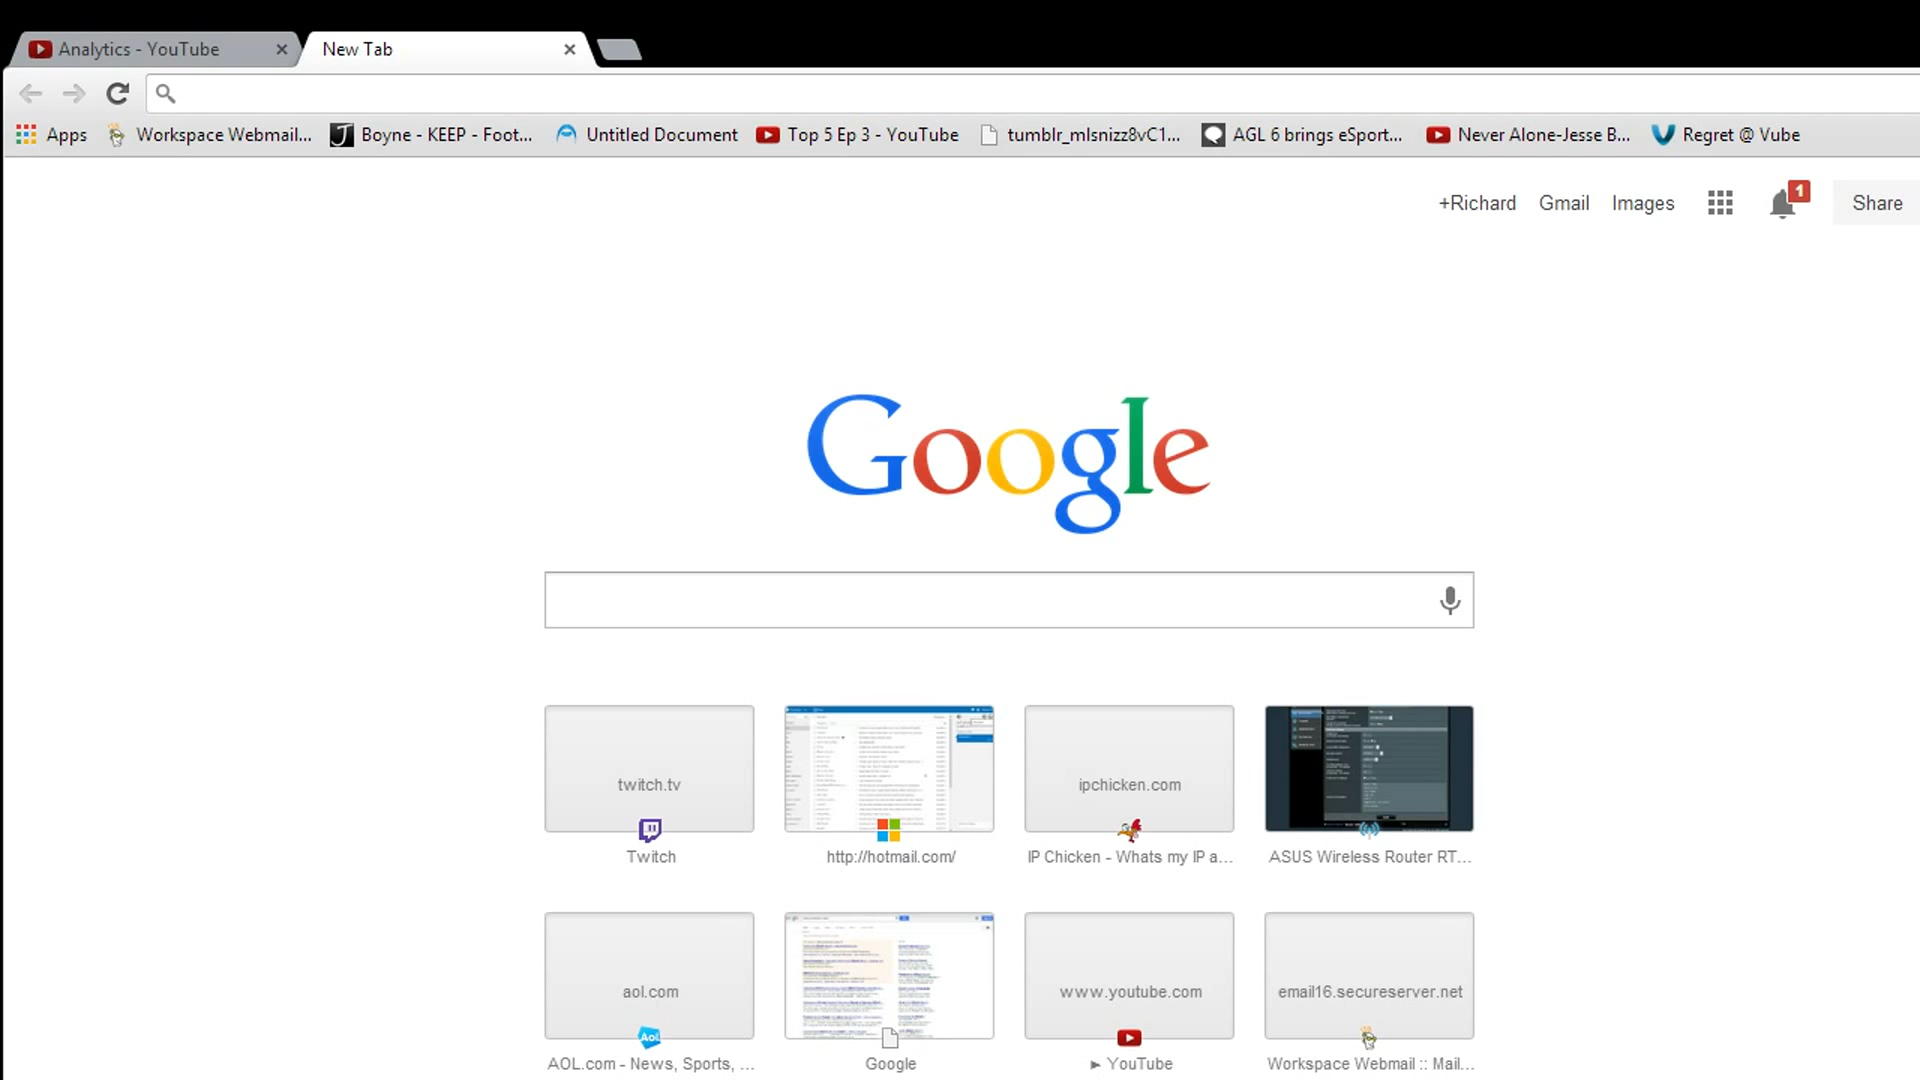 Analytics - YouTube
New Tab
Apps
Workspace Webmail...
Boyne - KEEP - Foot...
Untitled Document
Top 5 Ep 3 - YouTube
tumblr_mlsnizz8vC1...
AGL 6 brings eSport...
Never Alone-Jesse B...
Regret @ Vube
+Richard
Gmail
Images
1
Share
Google
twitch.tv
ipchicken.com
Twitch
http://hotmail.com/
IP Chicken - Whats my IP a...
ASUS Wireless Router RT...
aol.com
www.youtube.com
email16.secureserver.net
Aol
AOL.com - News, Sports, ...
Google
► YouTube
Workspace Webmail :: Mail...